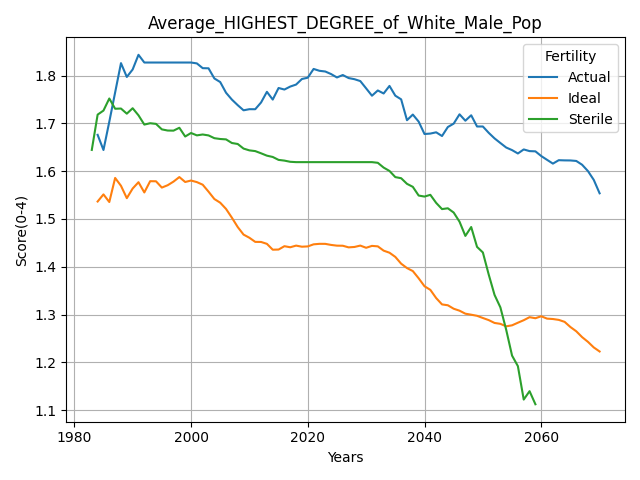 Average_HIGHEST_DEGREE_of_White_Male_Pop
Fertility
Actual
Ideal
Sterile
Score(0-4)
1.8
1.7
1.6
1.5
1.4
1.3
1.2
1.1
1980 2000 2020 2040 2060
Years